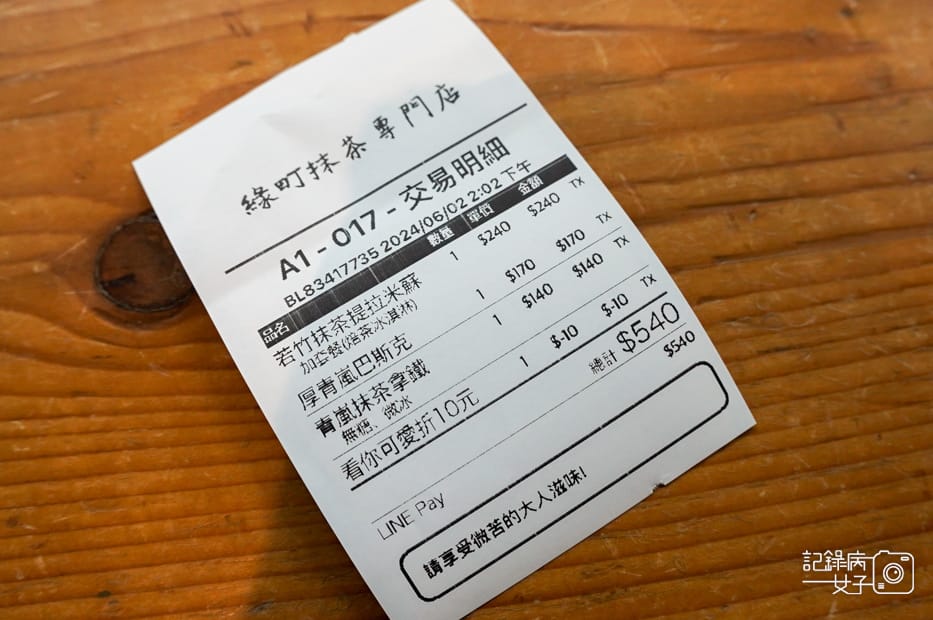 緣町抹茶專門店
A1 - 017 - 交易明細
BL83417735 2024/06/02 2:02 下午
品名 數量 單價 金額
若竹抹茶提拉米蘇 1 $240 $240 TX
加套餐(焙茶冰淇淋)
厚青嵐巴斯克 1 $170 $170 TX
青嵐抹茶拿鐵 1 $140 $140 TX
無糖、微冰
看你可愛折10元 1 $-10 $-10 TX
總計 $540
LINE Pay $540
請享受微苦的大人滋味!
記錄病
女子